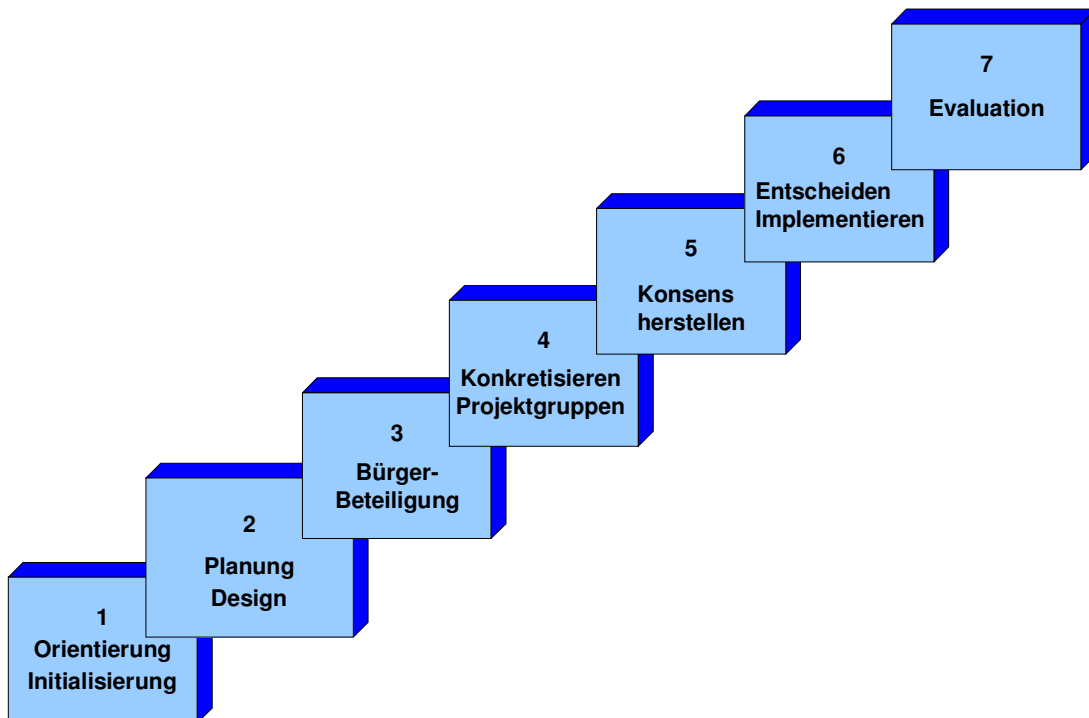 1
Orientierung
Initialisierung
2
Planung
Design
3
Bürger-
Beteiligung
4
Konkretisieren
Projektgruppen
5
Konsens
herstellen
6
Entscheiden
Implementieren
7
Evaluation